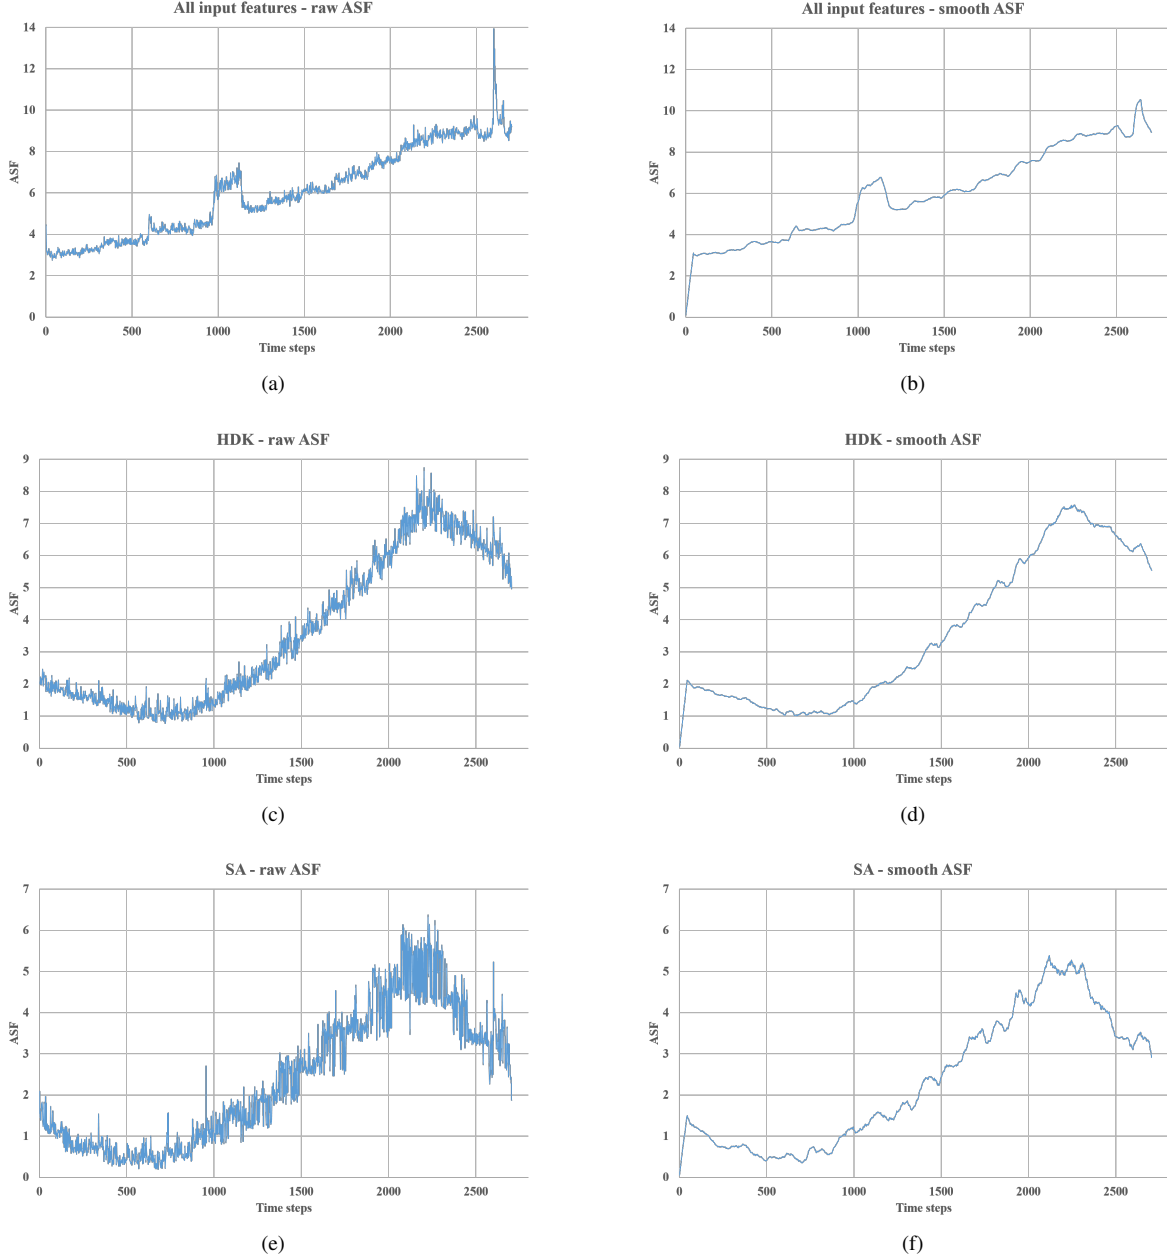 All input features - raw ASF
14
12
10
8
6
4
2
0
ASF
0 500 1000 1500 2000 2500
Time steps
(a)
All input features - smooth ASF
14
12
10
8
6
4
2
0
ASF
0 500 1000 1500 2000 2500
Time steps
(b)
HDK - raw ASF
9
8
7
6
5
4
3
2
1
0
ASF
0 500 1000 1500 2000 2500
Time steps
(c)
HDK - smooth ASF
9
8
7
6
5
4
3
2
1
0
ASF
0 500 1000 1500 2000 2500
Time steps
(d)
SA - raw ASF
7
6
5
4
3
2
1
0
ASF
0 500 1000 1500 2000 2500
Time steps
(e)
SA - smooth ASF
7
6
5
4
3
2
1
0
ASF
0 500 1000 1500 2000 2500
Time steps
(f)